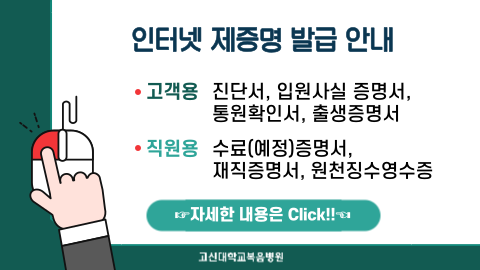 인터넷 제증명 발급 안내
• 고객용 진단서, 입원사실 증명서,
통원확인서, 출생증명서
• 직원용 수료(예정)증명서,
재직증명서, 원천징수영수증
☞자세한 내용은 Click!!☜
고신대학교복음병원